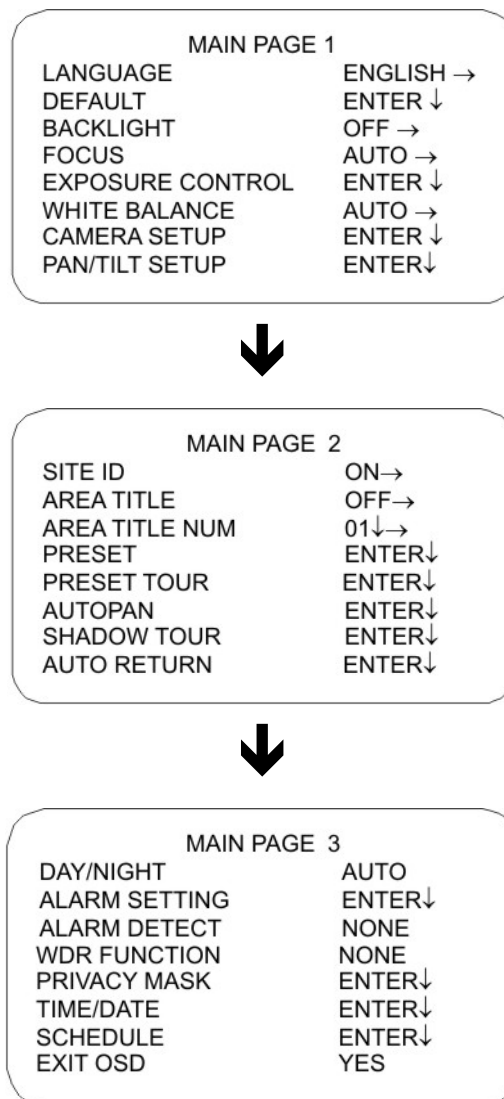 MAIN PAGE 1
LANGUAGE ENGLISH →
DEFAULT ENTER ↓
BACKLIGHT OFF →
FOCUS AUTO →
EXPOSURE CONTROL ENTER ↓
WHITE BALANCE AUTO →
CAMERA SETUP ENTER ↓
PAN/TILT SETUP ENTER↓
MAIN PAGE 2
SITE ID ON→
AREA TITLE OFF→
AREA TITLE NUM 01↓→
PRESET ENTER↓
PRESET TOUR ENTER↓
AUTOPAN ENTER↓
SHADOW TOUR ENTER↓
AUTO RETURN ENTER↓
MAIN PAGE 3
DAY/NIGHT AUTO
ALARM SETTING ENTER↓
ALARM DETECT NONE
WDR FUNCTION NONE
PRIVACY MASK ENTER↓
TIME/DATE ENTER↓
SCHEDULE ENTER↓
EXIT OSD YES